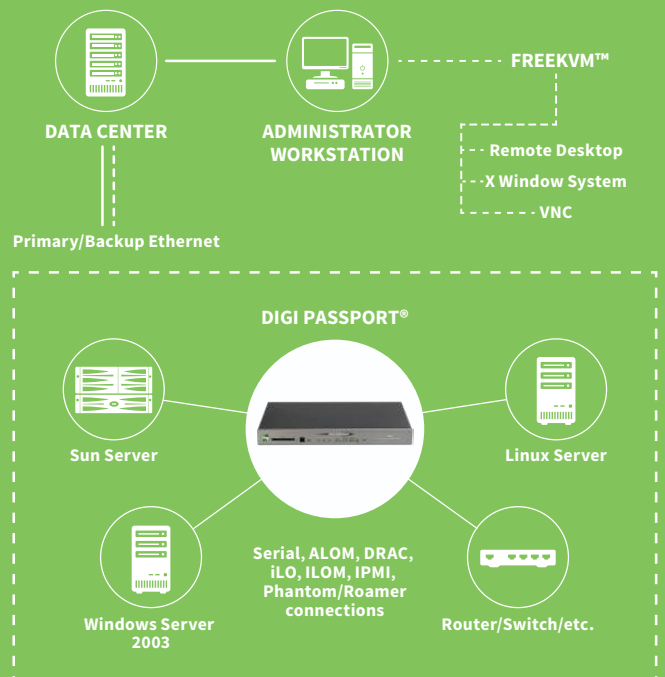 FREEKVM™
DATA CENTER
ADMINISTRATOR
WORKSTATION
Remote Desktop
X Window System
VNC
Primary/Backup Ethernet
DIGI PASSPORT®
Sun Server
Linux Server
Serial, ALOM, DRAC,
iLO, ILOM, IPMI,
Phantom/Roamer
connections
Windows Server
2003
Router/Switch/etc.